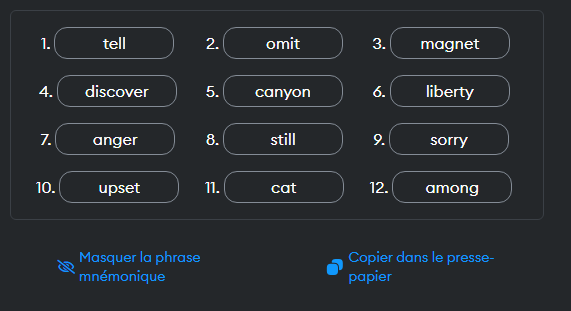 1. tell 2. omit 3. magnet
4. discover 5. canyon 6. liberty
7. anger 8. still 9. sorry
10. upset 11. cat 12. among
Masquer la phrase
mnémonique
Copier dans le presse-
papier